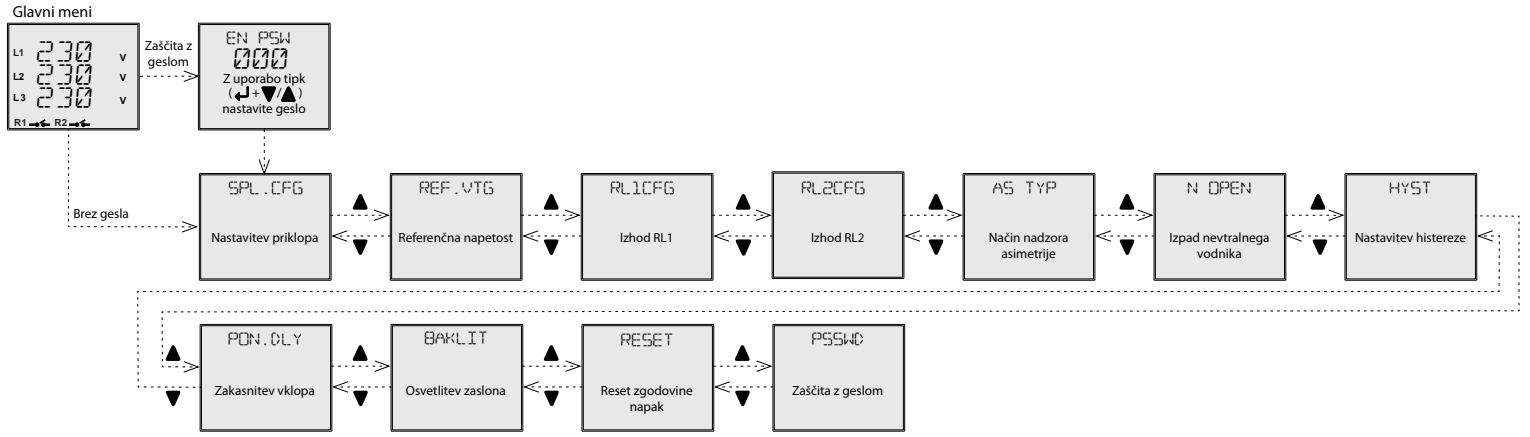 Glavni meni
L1 230 V
L2 230 V
L3 230 V
R1 R2
Zaščita z
geslom
EN PSW
000
Z uporabo tipk
(↵+▼/▲)
nastavite geslo
Brez gesla
SPL.CFG
Nastavitev priklopa
REF.VTG
Referenčna napetost
RL1CFG
Izhod RL1
RL2CFG
Izhod RL2
AS TYP
Način nadzora
asimetrije
N OPEN
Izpad nevtralnega
vodnika
HYST
Nastavitev histereze
PON.DLY
Zakasnitev vklopa
BAKLIT
Osvetlitev zaslona
RESET
Reset zgodovine
napak
PSSWD
Zaščita z geslom